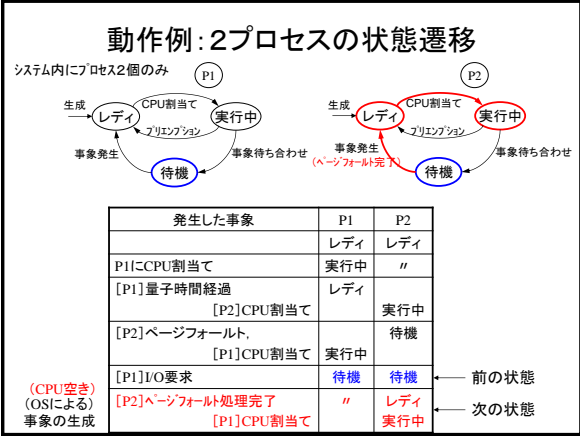 動作例：2プロセスの状態遷移
システム内にプロセス2個のみ
P1
P2
生成
レディ
CPU割当て
実行中
プリエンプション
事象発生
事象待ち合わせ
待機
生成
レディ
CPU割当て
実行中
プリエンプション
事象発生
(ページフォールト完了)
事象待ち合わせ
待機
発生した事象 P1 P2
レディ レディ
P1にCPU割当て 実行中 〃
[P1]量子時間経過 レディ
[P2]CPU割当て 実行中
[P2]ページフォールト, 待機
[P1]CPU割当て 実行中
[P1]I/O要求 待機 待機 前の状態
(CPU空き)
(OSによる)
事象の生成
[P2]ページフォールト処理完了 〃 レディ
[P1]CPU割当て 実行中
次の状態